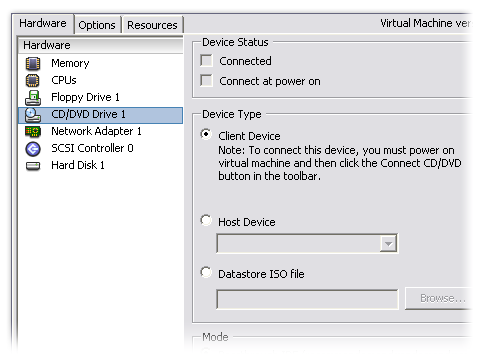 Hardware Options Resources Virtual Machine ver
Hardware
Memory
CPUs
Floppy Drive 1
CD/DVD Drive 1
Network Adapter 1
SCSI Controller 0
Hard Disk 1
Device Status
Connected
Connect at power on
Device Type
Client Device
Note: To connect this device, you must power on
virtual machine and then click the Connect CD/DVD
button in the toolbar.
Host Device
Datastore ISO file
Browse...
Mode